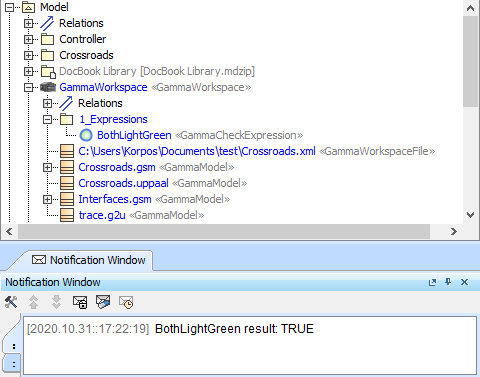 Model
Relations
Controller
Crossroads
DocBook Library [DocBook Library.mdzip]
GammaWorkspace «GammaWorkspace»
Relations
1_Expressions
BothLightGreen «GammaCheckExpression»
C:\Users\Korpos\Documents\test\Crossroads.xml «GammaWorkspaceFile»
Crossroads.gsm «GammaModel»
Crossroads.uppaal «GammaModel»
Interfaces.gsm «GammaModel»
trace.g2u «GammaModel»
Notification Window
Notification Window
[2020.10.31::17:22:19] BothLightGreen result: TRUE